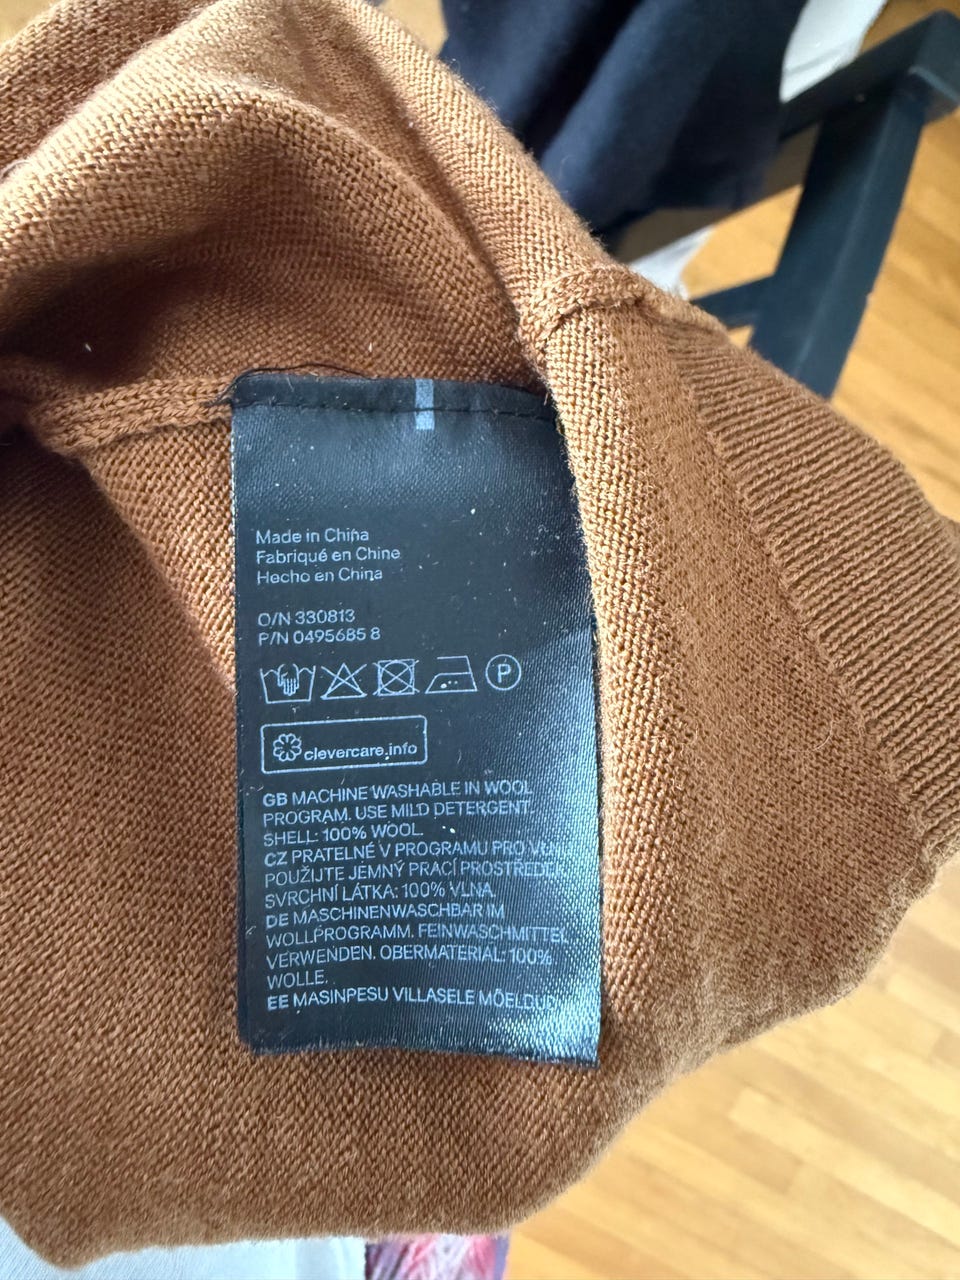 Made in China
Fabriqué en Chine
Hecho en China
O/N 330813
P/N 0495685 8
P
clevercare.info
GB MACHINE WASHABLE IN WOOL
PROGRAM. USE MILD DETERGENT.
SHELL: 100% WOOL.
CZ PRATELNÉ V PROGRAMU PRO
POUŽIJTE JEMNÝ PRACÍ
SVRCHNÍ LÁTKA: 100% VLNA
DE MASCHINENWASCHBAR IM
WOLLPROGRAMM. FEINWASCHMITTEL
VERWENDEN. OBERMATERIAL: 100%
WOLLE.
EE MASINPESU VILLASELE